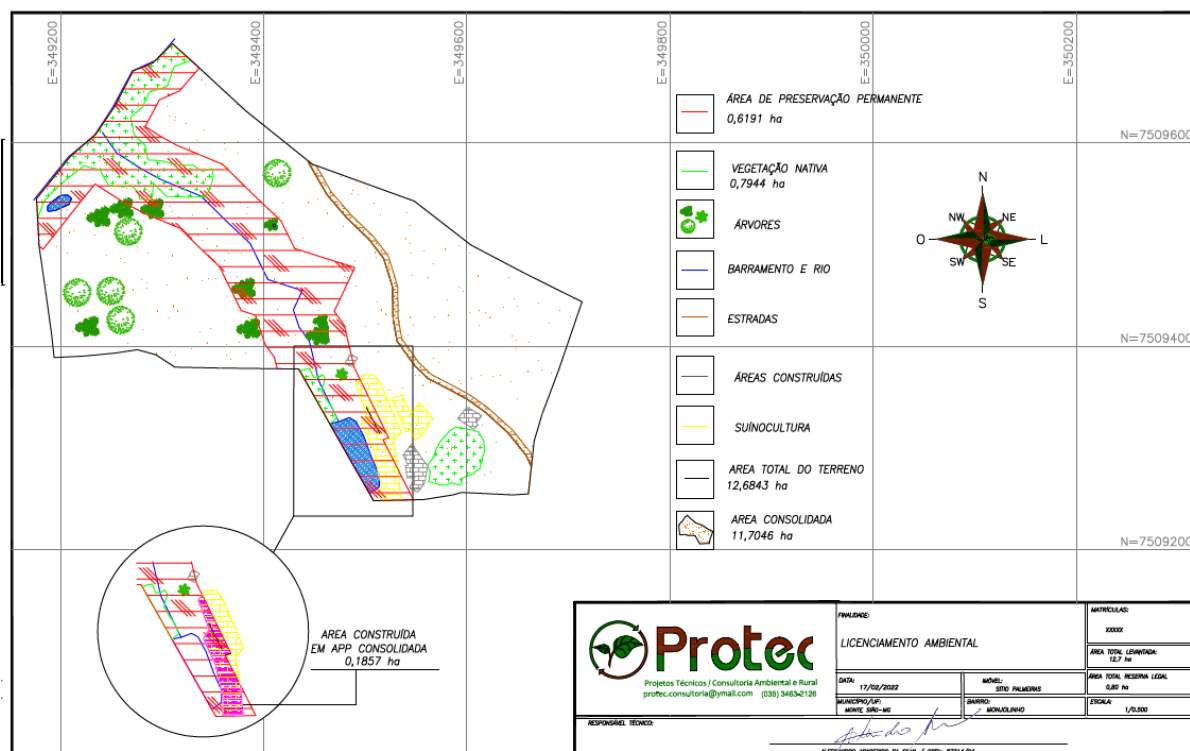 E=349200
E=349400
E=349600
E=349800
E=350000
E=350200
N=7509600
N=7509400
N=7509200
ÁREA DE PRESERVAÇÃO PERMANENTE
0,6191 ha
VEGETAÇÃO NATIVA
0,7944 ha
ÁRVORES
BARRAMENTO E RIO
ESTRADAS
ÁREAS CONSTRUÍDAS
SUÍNOCULTURA
AREA TOTAL DO TERRENO
12,6843 ha
AREA CONSOLIDADA
11,7046 ha
N
NW NE
O L
SW SE
S
AREA CONSTRUÍDA
EM APP CONSOLIDADA
0,1857 ha
Protec
Projetos Técnicos / Consultoria Ambiental e Rural
protec.consultoria@ymail.com (035) 3463-2126
FINALIDADE:
LICENCIAMENTO AMBIENTAL
MATRÍCULAS:
XXXXX
ÁREA TOTAL LEVANTADA:
12,7 ha
DATA:
17/02/2022
IMÓVEL:
SÍTIO PALMEIRAS
ÁREA TOTAL RESERVA LEGAL
0,80 ha
MUNICÍPIO/UF:
MONTE SIÃO-MG
BAIRRO:
MONJOLINHO
ESCALA:
1/0.500
RESPONSÁVEL TÉCNICO: